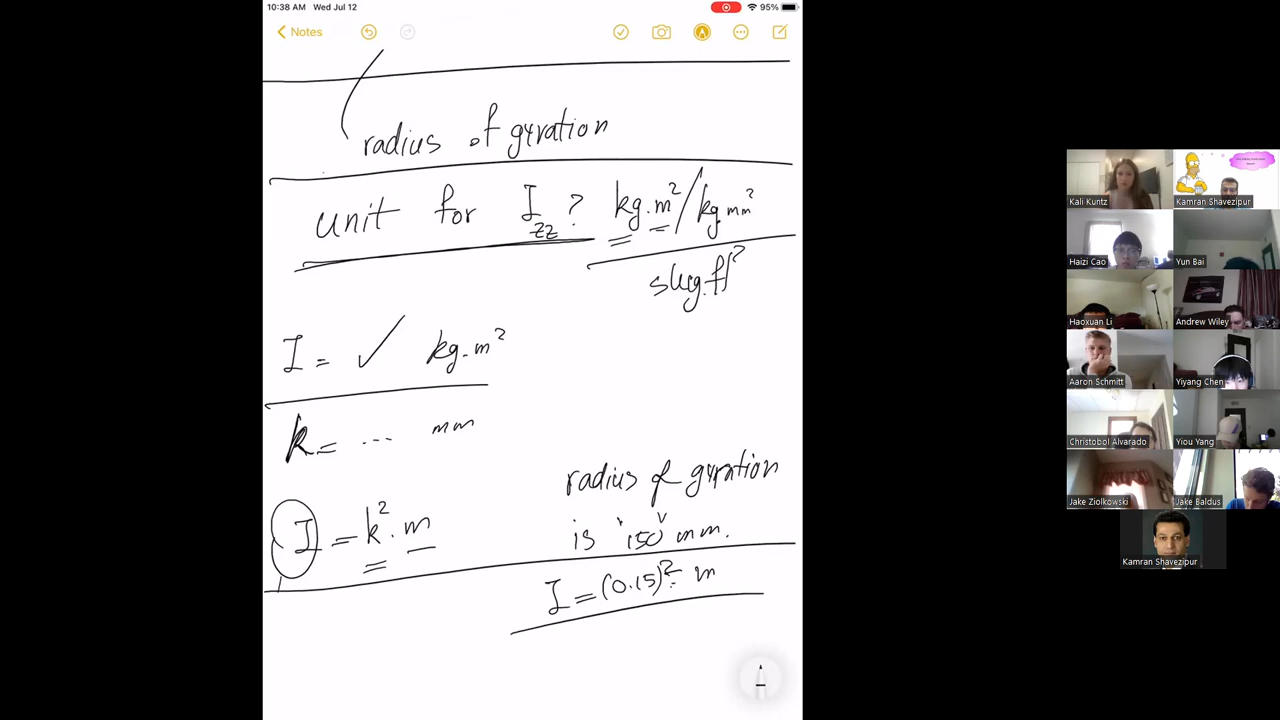 10:38 AM Wed Jul 12
95%
Notes
radius of gyration
unit for I_zz ? kg.m²/kg.mm²
slug.ft²
I = ✓ kg.m²
k = ... mm
radius of gyration
is "150" mm.
I = k².m
I = (0.15)². m
Kali Kuntz
Kamran Shavezipur
Haizi Cao
Yun Bai
Haoxuan Li
Andrew Wiley
Aaron Schmitt
Yiyang Chen
Christobol Alvarado
Yiou Yang
Jake Ziolkowski
Jake Baldus
Kamran Shavezipur